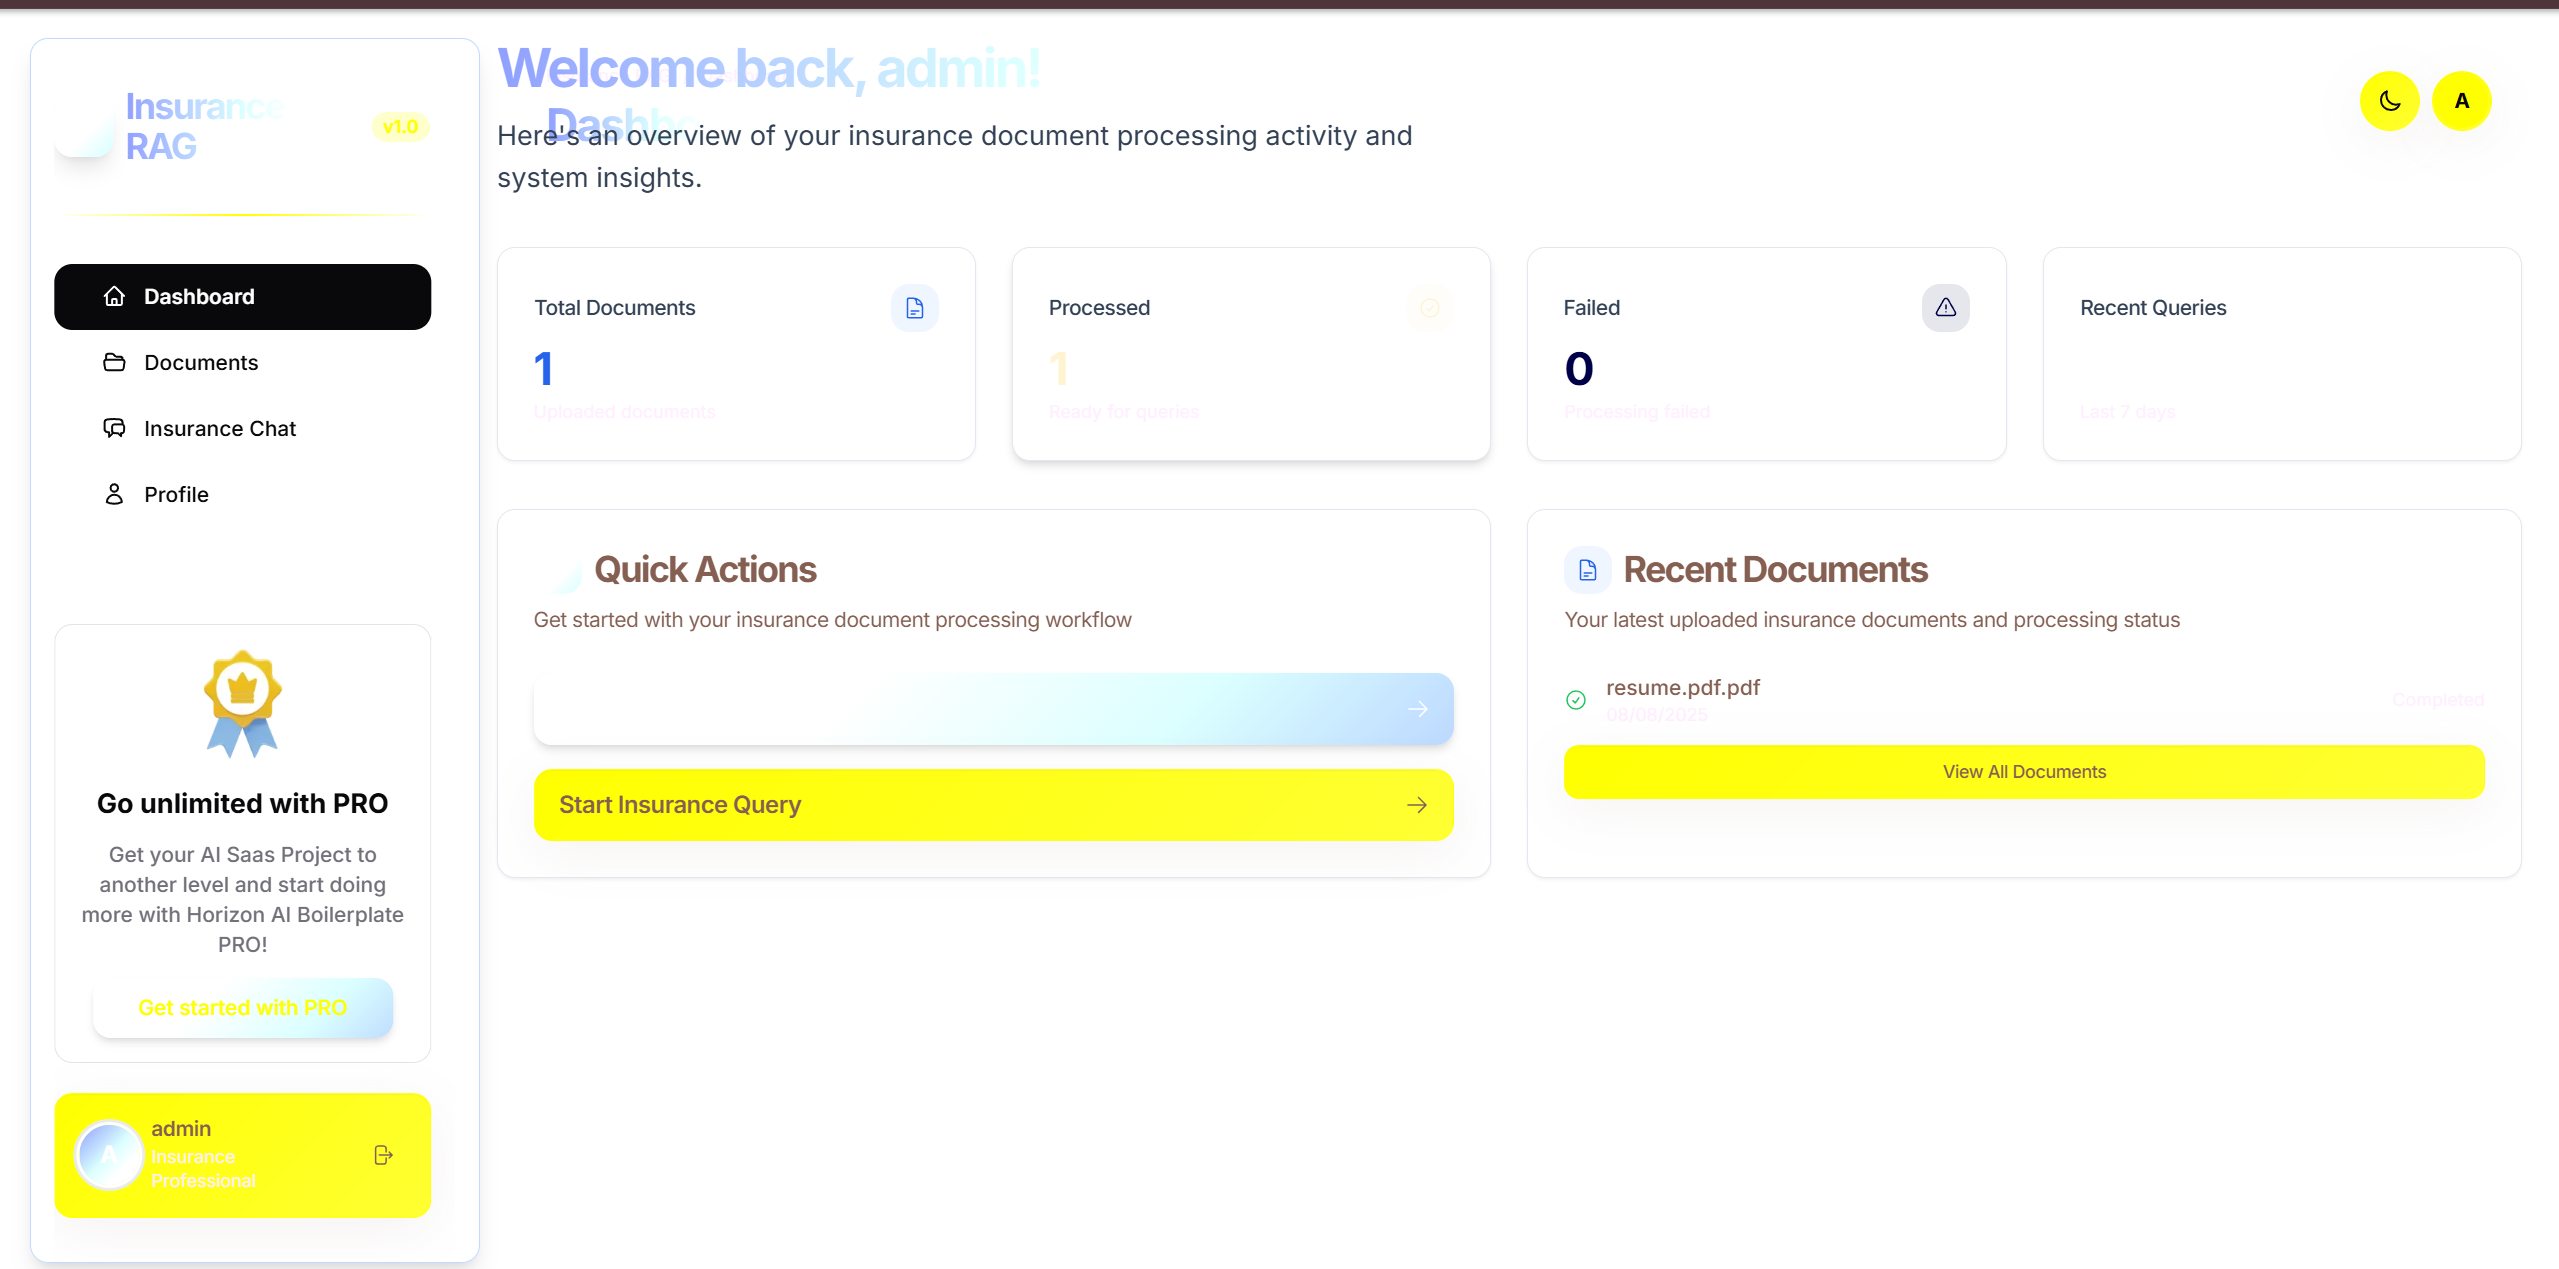 Insurance
RAG
v1.0
Dashboard
Documents
Insurance Chat
Profile
Go unlimited with PRO
Get your AI Saas Project to
another level and start doing
more with Horizon AI Boilerplate
PRO!
Get started with PRO
A
admin
Insurance
Professional
Welcome back, admin!
Here's an overview of your insurance document processing activity and
system insights.
A
Total Documents
1
Uploaded documents
Processed
1
Ready for queries
Failed
0
Processing failed
Recent Queries
Last 7 days
Quick Actions
Get started with your insurance document processing workflow
Start Insurance Query
Recent Documents
Your latest uploaded insurance documents and processing status
resume.pdf.pdf
08/08/2025
Completed
View All Documents